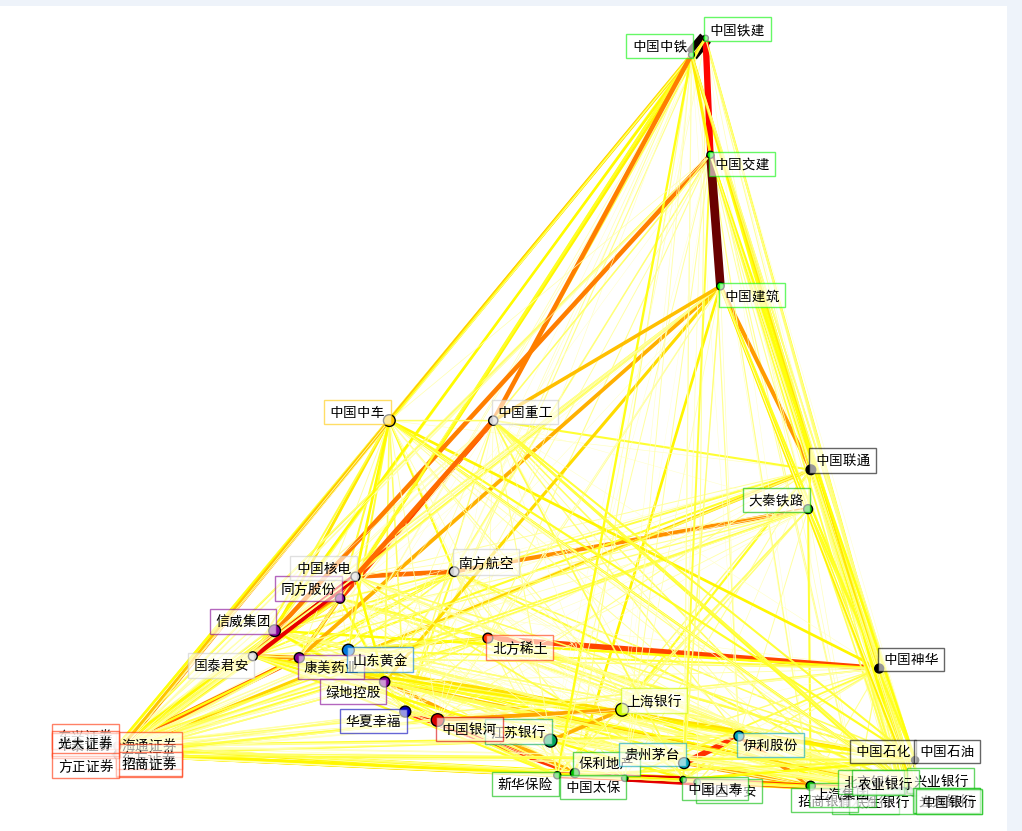 中国铁建
中国中铁
中国交建
中国建筑
中国中车
中国重工
中国联通
大秦铁路
南方航空
中国核电
同方股份
信威集团
北方稀土
国泰君安
康美药业
山东黄金
中国神华
绿地控股
上海银行
华夏幸福
中国银河
江苏银行
光大证券
海通证券
伊利股份
中国石化
中国石油
贵州茅台
方正证券
招商证券
保利地产
新华保险
中国太保
中国人寿
农业银行
兴业银行
招商银行
上汽集团
民生银行
中国银行